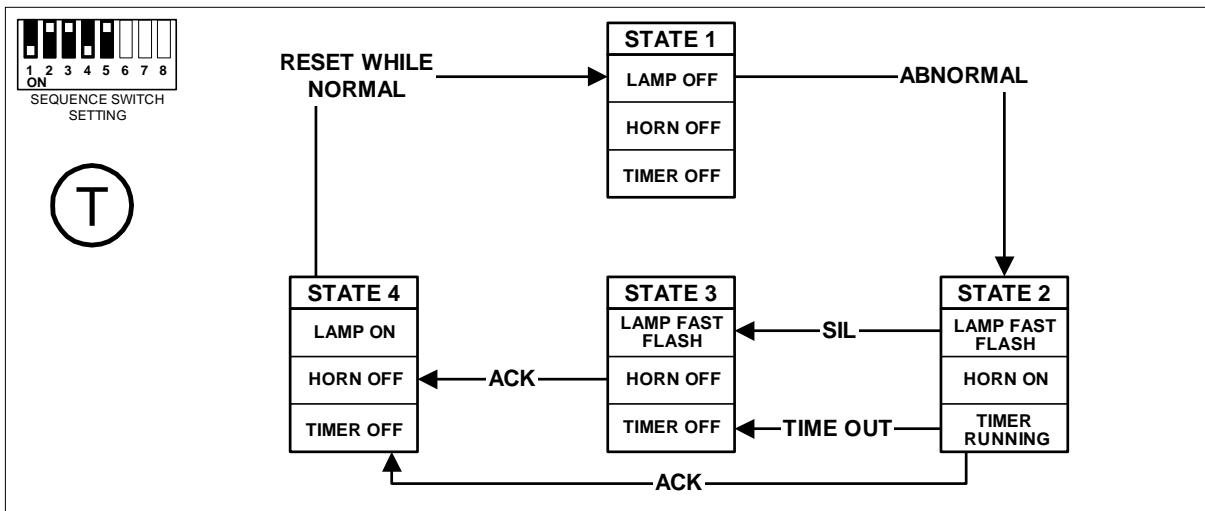 1 2 3 4 5 6 7 8
ON
SEQUENCE SWITCH
SETTING
T
RESET WHILE
NORMAL
STATE 1
LAMP OFF
HORN OFF
TIMER OFF
ABNORMAL
STATE 4
LAMP ON
HORN OFF
TIMER OFF
ACK
STATE 3
LAMP FAST
FLASH
HORN OFF
TIMER OFF
SIL
TIME OUT
STATE 2
LAMP FAST
FLASH
HORN ON
TIMER
RUNNING
ACK